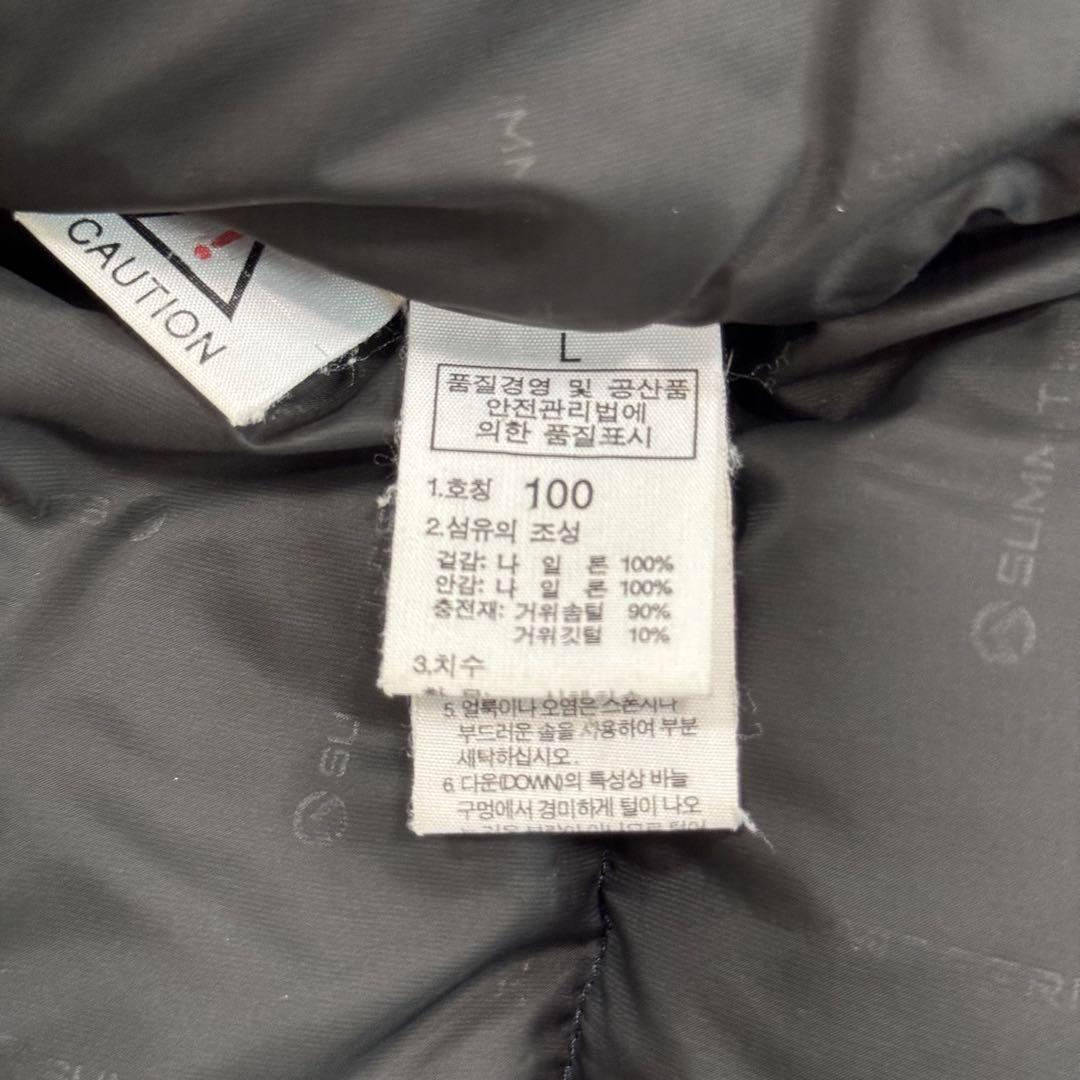 CAUTION
L
품질경영 및 공산품
안전관리법에
의한 품질표시
1.호칭 100
2.섬유의 조성
겉감: 나 일 론 100%
안감: 나 일 론 100%
충전재: 거위솜털 90%
거위깃털 10%
3.치수
5. 얼룩이나 오염은 스폰지나
부드러운 솔을 사용하여 부분
세탁하십시오.
6. 다운(DOWN)의 특성상 바늘
구멍에서 경미하게 털이 나오
SUMMIT
SU